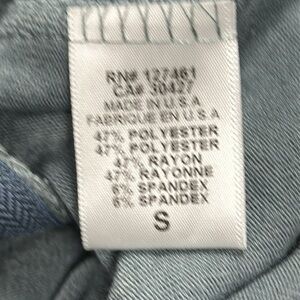 RN# 127461
CA# 30427
MADE IN U.S.A
FABRIQUE EN U.S.A
47% POLYESTER
47% POLYESTER
47% RAYON
47% RAYONNE
6% SPANDEX
6% SPANDEX
S